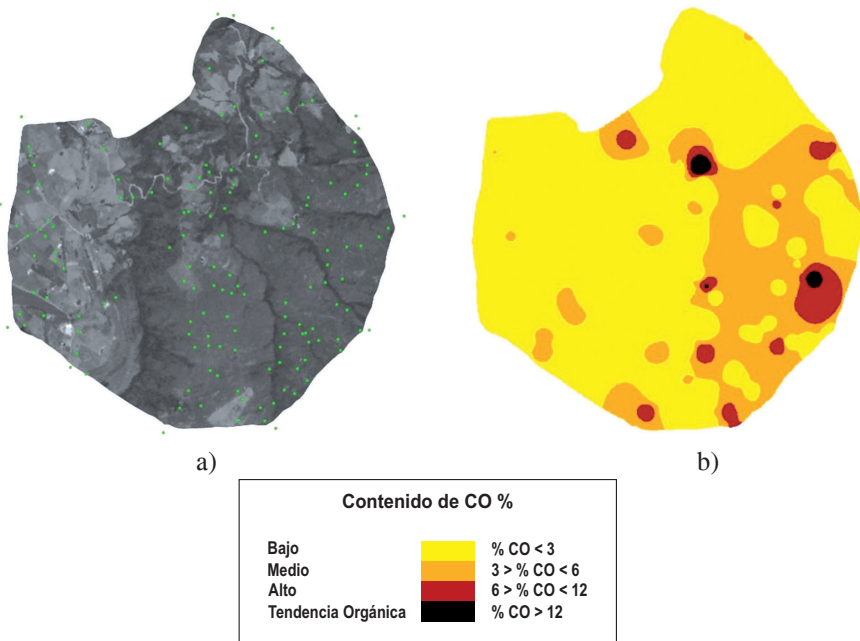 a) b)
Contenido de CO %
Bajo % CO < 3
Medio 3 > % CO < 6
Alto 6 > % CO < 12
Tendencia Orgánica % CO > 12